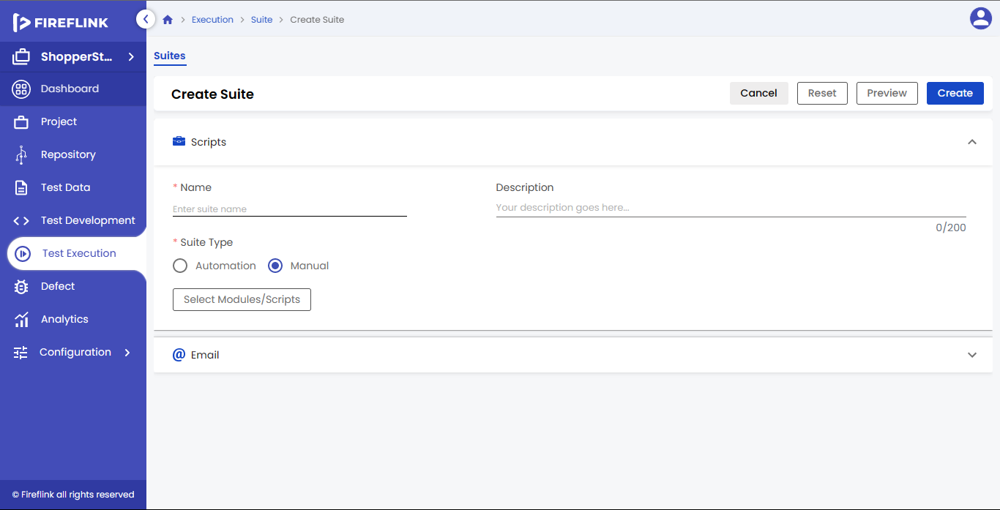 FIREFLINK
Execution
Suite
Create Suite
ShopperSt...
Dashboard
Project
Repository
Test Data
Test Development
Test Execution
Defect
Analytics
Configuration
© Fireflink all rights reserved
Suites
Create Suite
Cancel
Reset
Preview
Create
Scripts
* Name
Enter suite name
Description
Your description goes here...
0/200
* Suite Type
Automation
Manual
Select Modules/Scripts
@ Email